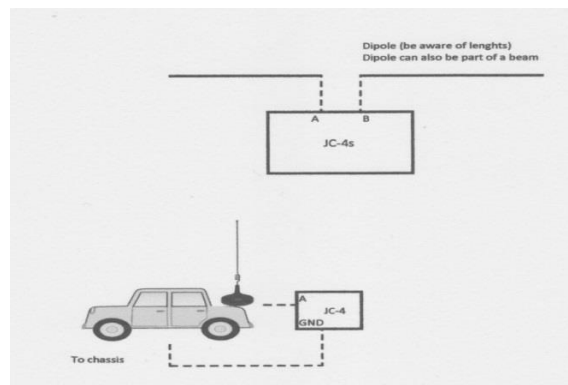 Dipole (be aware of lenghts)
Dipole can also be part of a beam
A B
JC-4s
A
JC-4
GND
To chassis